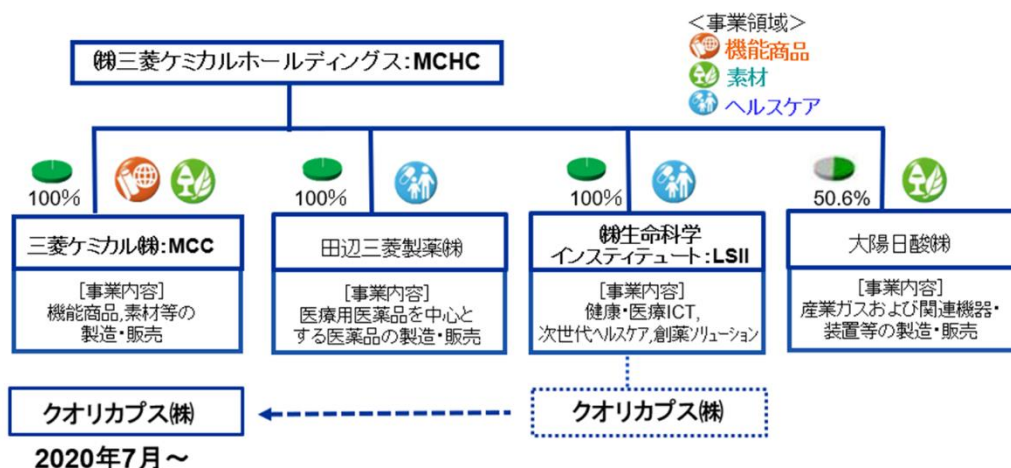 ＜事業領域＞
機能商品
素材
ヘルスケア
㈱三菱ケミカルホールディングス：MCHC
100%
100%
100%
50.6%
三菱ケミカル㈱：MCC
田辺三菱製薬㈱
㈱生命科学
インスティテュート：LSII
大陽日酸㈱
[事業内容]
機能商品,素材等の
製造・販売
[事業内容]
医療用医薬品を中心と
する医薬品の製造・販売
[事業内容]
健康・医療ICT,
次世代ヘルスケア,創薬ソリューション
[事業内容]
産業ガスおよび関連機器・
装置等の製造・販売
クオリカプス㈱
クオリカプス㈱
2020年7月～